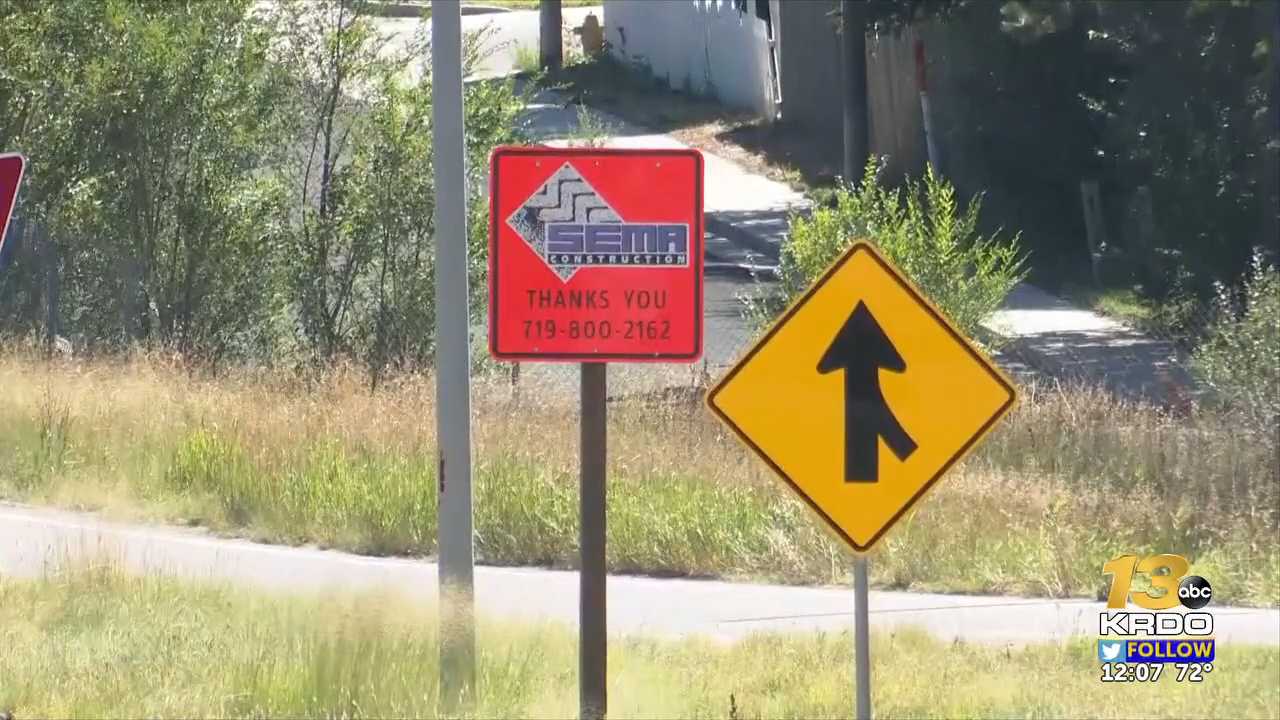 SEMA
CONSTRUCTION
THANKS YOU
719-800-2162
13 abc
KRDO
FOLLOW
12:07 72°